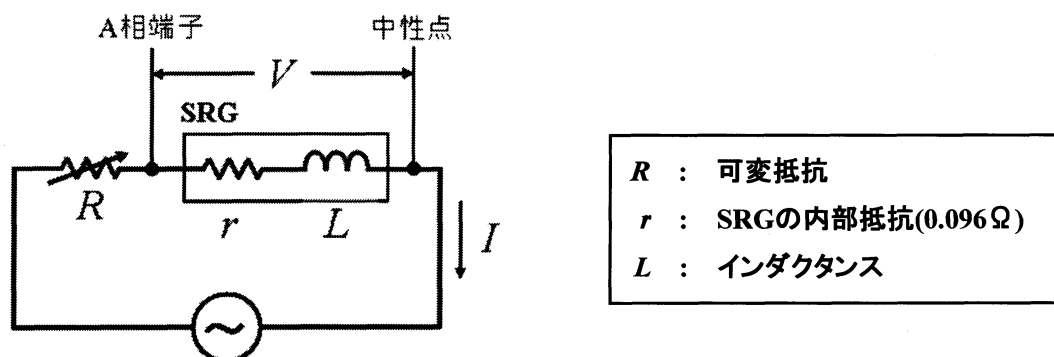 A相端子
中性点
V
SRG
R
r
L
I
R : 可変抵抗
r : SRGの内部抵抗(0.096Ω)
L : インダクタンス